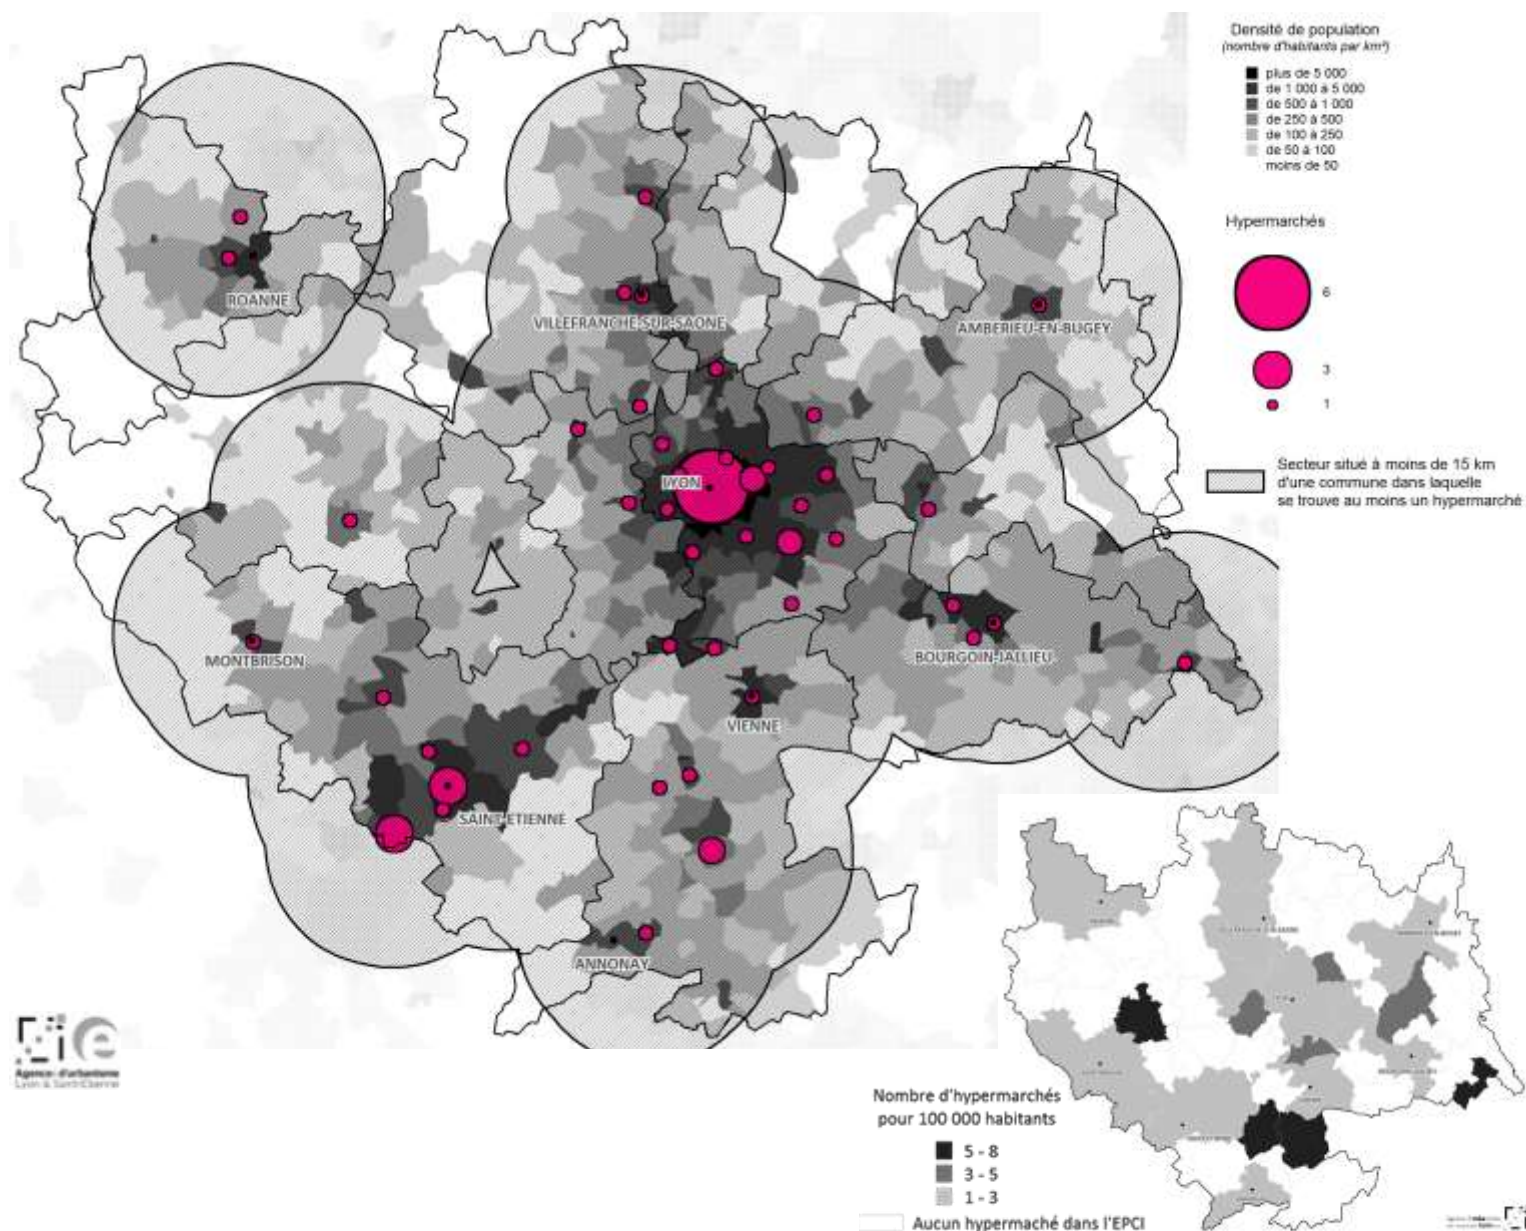 Densité de population
(nombre d'habitants par km²)
plus de 5 000
de 1 000 à 5 000
de 500 à 1 000
de 250 à 500
de 100 à 250
de 50 à 100
moins de 50
Hypermarchés
6
3
1
Secteur situé à moins de 15 km
d'une commune dans laquelle
se trouve au moins un hypermarché
ROANNE
VILLEFRANCHE-SUR-SAONE
AMBERIEU-EN-BUGEY
LYON
MONTBRISON
BOURGOIN-JALLIEU
VIENNE
SAINT-ETIENNE
ANNONAY
Agence d'urbanisme
Lyon & Saint-Etienne
Nombre d'hypermarchés
pour 100 000 habitants
5 - 8
3 - 5
1 - 3
Aucun hypermaché dans l'EPCI